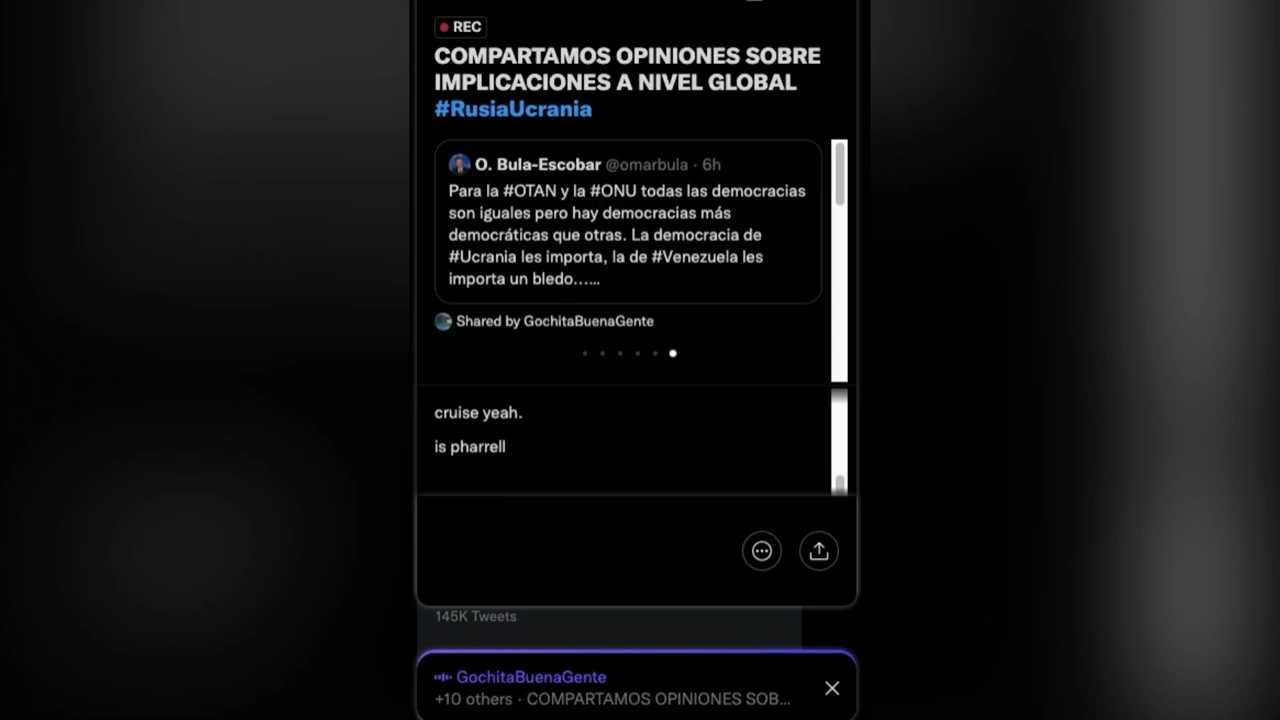 REC
COMPARTAMOS OPINIONES SOBRE
IMPLICACIONES A NIVEL GLOBAL
#RusiaUcrania
O. Bula-Escobar @omarbula · 6h
Para la #OTAN y la #ONU todas las democracias
son iguales pero hay democracias más
democráticas que otras. La democracia de
#Ucrania les importa, la de #Venezuela les
importa un bledo......
Shared by GochitaBuenaGente
cruise yeah.
is pharrell
145K Tweets
GochitaBuenaGente
+10 others · COMPARTAMOS OPINIONES SOB...